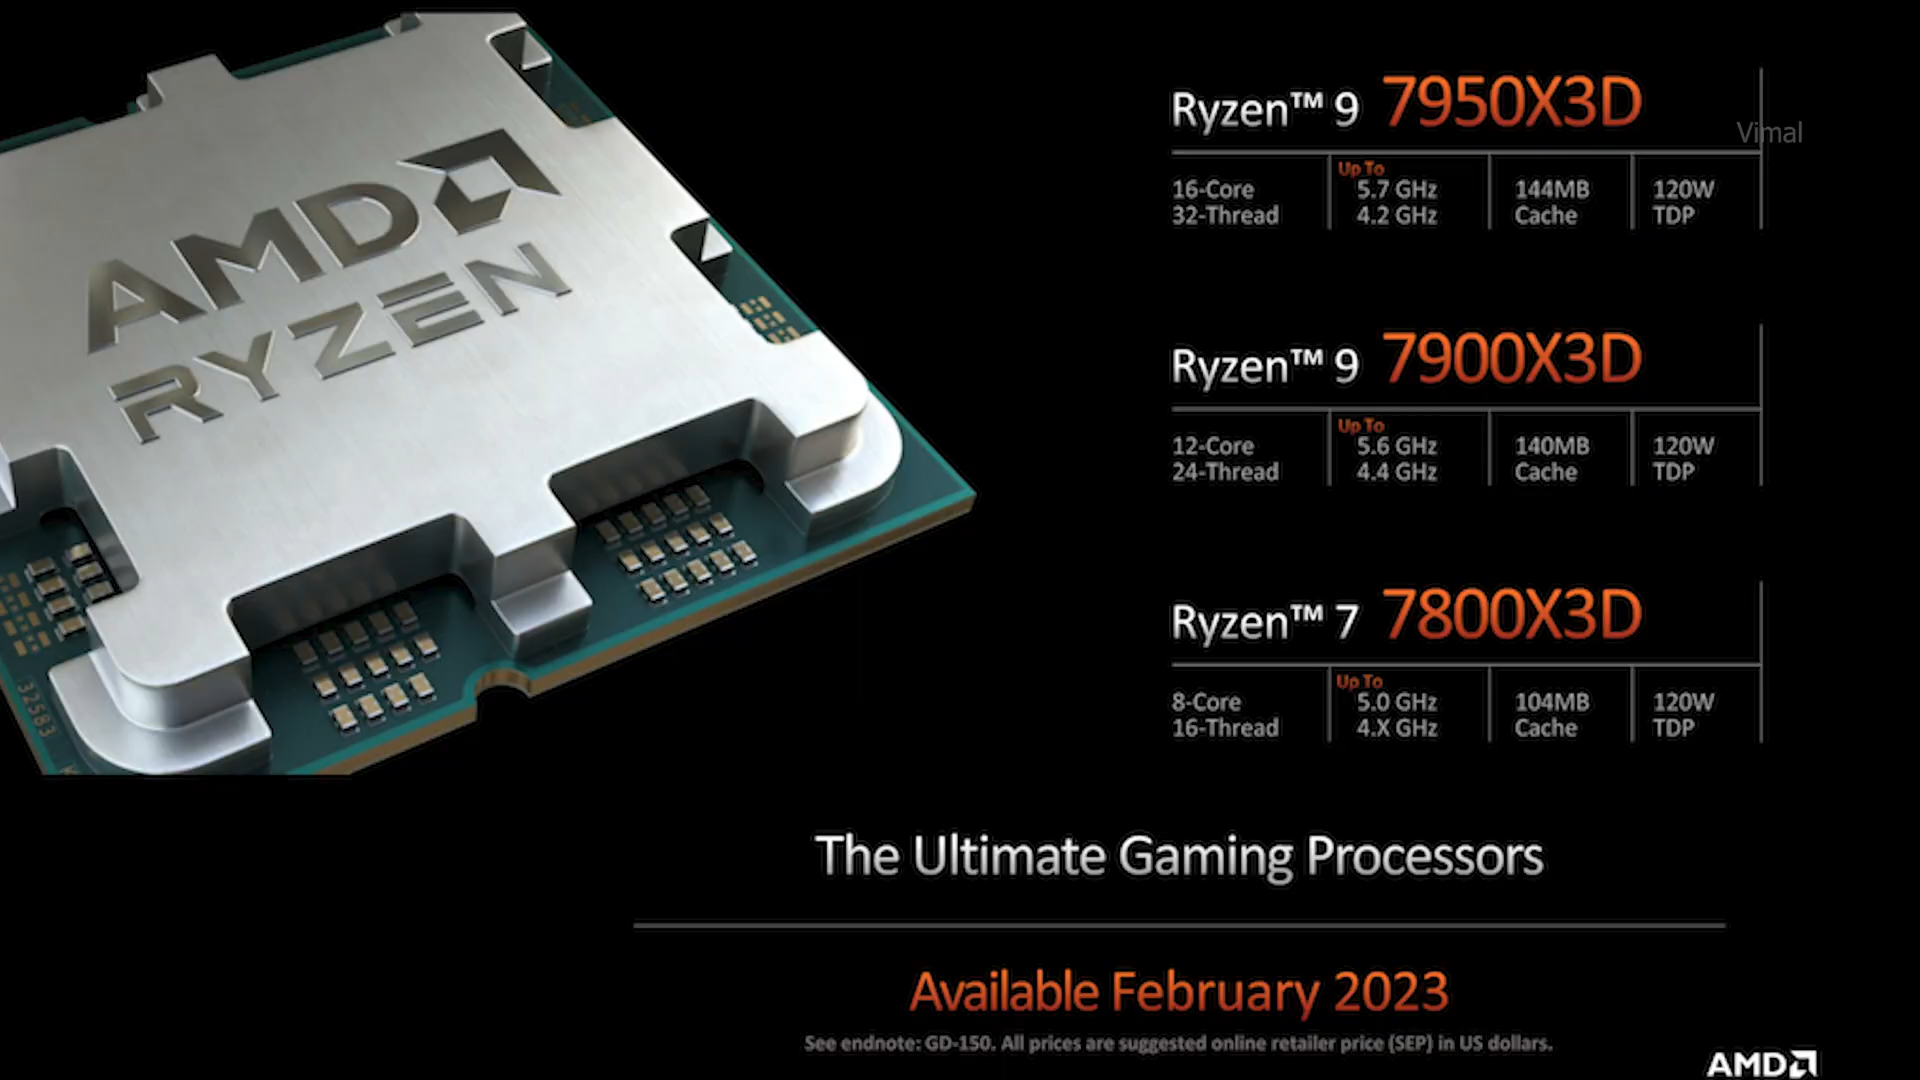 AMD
RYZEN
32583
Ryzen™ 9 7950X3D
Vimal
16-Core
32-Thread
Up To
5.7 GHz
4.2 GHz
144MB
Cache
120W
TDP
Ryzen™ 9 7900X3D
12-Core
24-Thread
Up To
5.6 GHz
4.4 GHz
140MB
Cache
120W
TDP
Ryzen™ 7 7800X3D
8-Core
16-Thread
Up To
5.0 GHz
4.X GHz
104MB
Cache
120W
TDP
The Ultimate Gaming Processors
Available February 2023
See endnote: GD-150. All prices are suggested online retailer price (SEP) in US dollars.
AMD